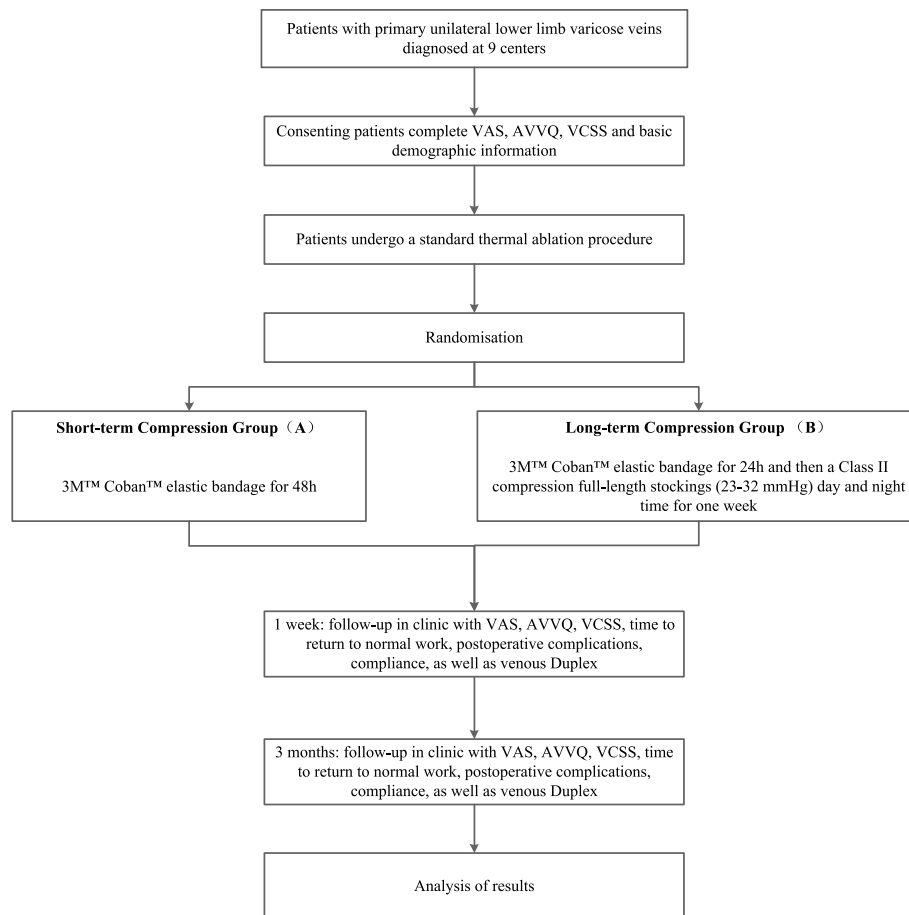 Patients with primary unilateral lower limb varicose veins
diagnosed at 9 centers
Consenting patients complete VAS, AVVQ, VCSS and basic
demographic information
Patients undergo a standard thermal ablation procedure
Randomisation
Short-term Compression Group（A）
3M™ Coban™ elastic bandage for 48h
Long-term Compression Group （B）
3M™ Coban™ elastic bandage for 24h and then a Class II
compression full-length stockings (23-32 mmHg) day and night
time for one week
1 week: follow-up in clinic with VAS, AVVQ, VCSS, time to
return to normal work, postoperative complications,
compliance, as well as venous Duplex
3 months: follow-up in clinic with VAS, AVVQ, VCSS, time
to return to normal work, postoperative complications,
compliance, as well as venous Duplex
Analysis of results